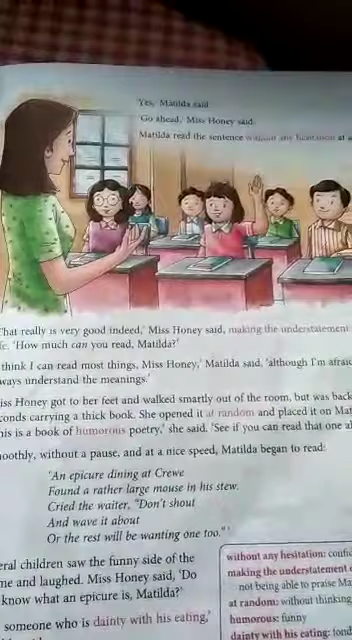 Yes, Matilda said.
Go ahead,' Miss Honey said.
Matilda read the sentence without any hesitation at
That really is very good indeed,' Miss Honey said, making the understatement
'How much can you read, Matilda?'
think I can read most things, Miss Honey,' Matilda said, 'although I'm afraid
always understand the meanings.'
iss Honey got to her feet and walked smartly out of the room, but was back
conds carrying a thick book. She opened it at random and placed it on Mat
his is a book of humorous poetry,' she said. 'See if you can read that one al
moothly, without a pause, and at a nice speed, Matilda began to read:
'An epicure dining at Crewe
Found a rather large mouse in his stew.
Cried the waiter, "Don't shout
And wave it about
Or the rest will be wanting one too."'
eral children saw the funny side of the
me and laughed. Miss Honey said, 'Do
know what an epicure is, Matilda?'
someone who is dainty with his eating,'
without any hesitation: confid
making the understatement
not being able to praise Ma
at random: without thinking
humorous: funny
dainty with his eating: fond